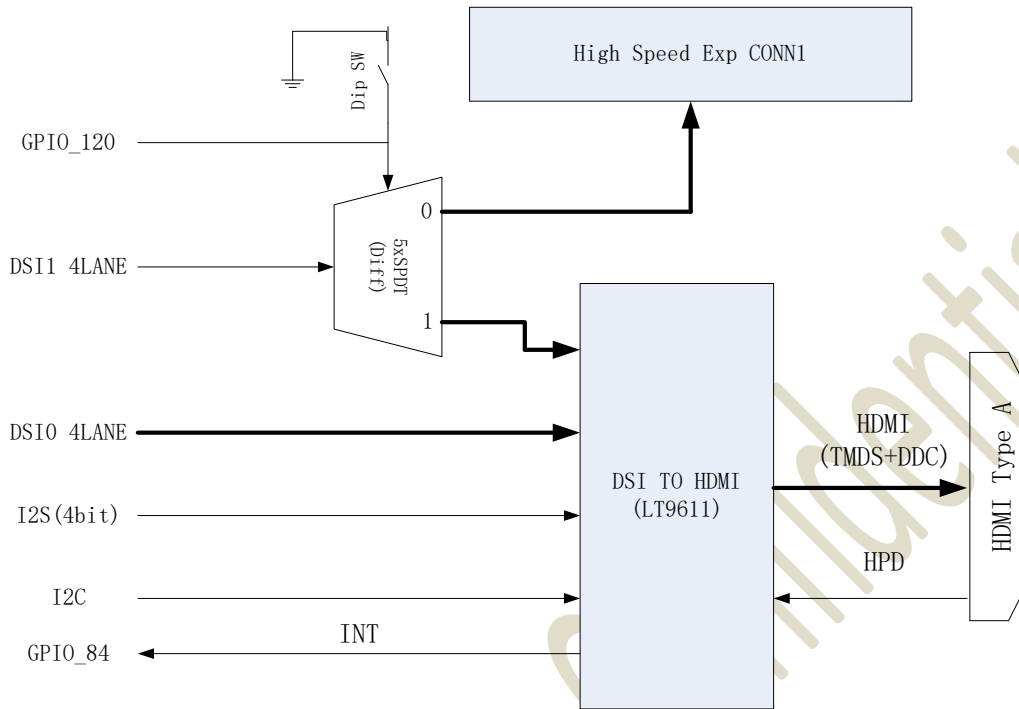 High Speed Exp CONN1
Dip SW
GPIO_120
0
DSI1 4LANE
5xSPDT
(Diff)
1
DSI0 4LANE
HDMI
(TMDS+DDC)
HDMI Type A
DSI TO HDMI
(LT9611)
I2S(4bit)
HPD
I2C
INT
GPIO_84